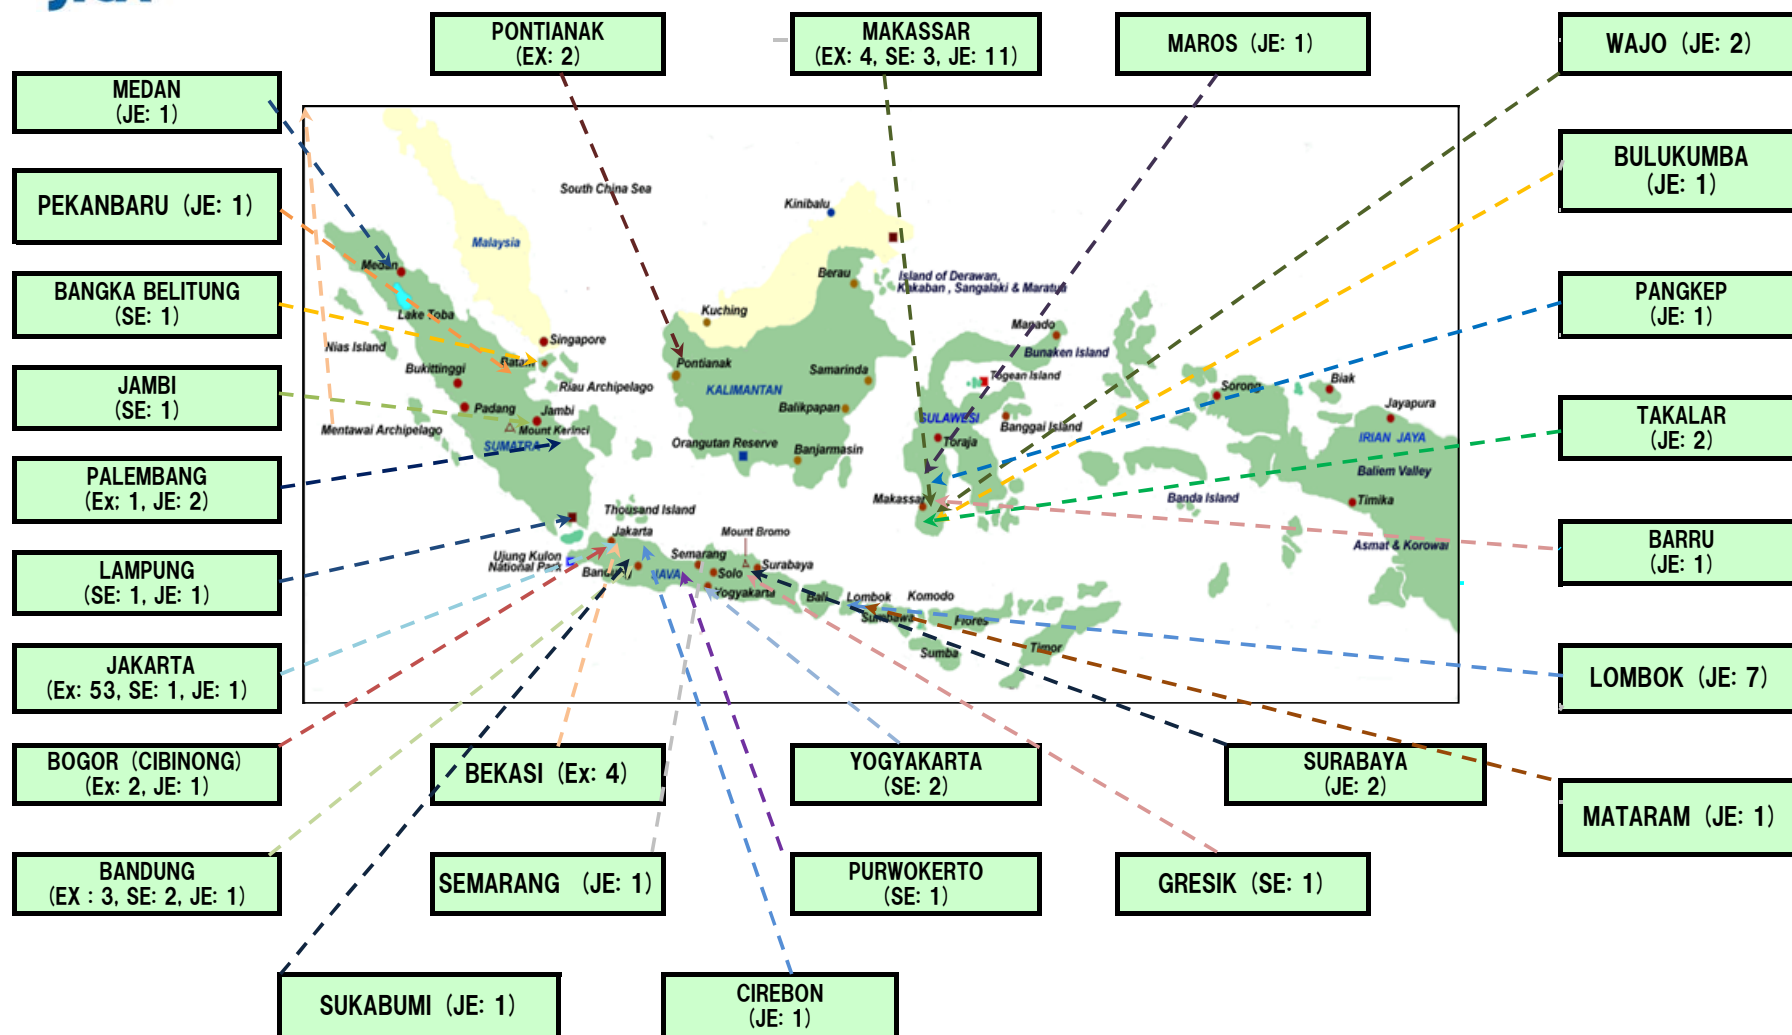 PONTIANAK
(EX: 2)
MAKASSAR
(EX: 4, SE: 3, JE: 11)
MAROS (JE: 1)
WAJO (JE: 2)
MEDAN
(JE: 1)
BULUKUMBA
(JE: 1)
PEKANBARU (JE: 1)
BANGKA BELITUNG
(SE: 1)
PANGKEP
(JE: 1)
JAMBI
(SE: 1)
TAKALAR
(JE: 2)
PALEMBANG
(Ex: 1, JE: 2)
BARRU
(JE: 1)
LAMPUNG
(SE: 1, JE: 1)
JAKARTA
(Ex: 53, SE: 1, JE: 1)
LOMBOK (JE: 7)
BOGOR (CIBINONG)
(Ex: 2, JE: 1)
BEKASI (Ex: 4)
YOGYAKARTA
(SE: 2)
SURABAYA
(JE: 2)
MATARAM (JE: 1)
BANDUNG
(EX : 3, SE: 2, JE: 1)
SEMARANG (JE: 1)
PURWOKERTO
(SE: 1)
GRESIK (SE: 1)
SUKABUMI (JE: 1)
CIREBON
(JE: 1)
South China Sea
Kinibalu
Malaysia
Medan
Berau
Island of Derawan,
Kakaban , Sangalaki & Maratua
Lake Toba
Kuching
Manado
Nias Island
Singapore
Bunaken Island
Batam
Bukittinggi
Pontianak
Samarinda
Togean Island
Riau Archipelago
KALIMANTAN
Sorong
Biak
Padang
Jambi
Balikpapan
SULAWESI
Banggai Island
Jayapura
Mentawai Archipelago
Mount Kerinci
SUMATRA
Orangutan Reserve
Banjarmasin
Toraja
IRIAN JAYA
Baliem Valley
Makassar
Banda Island
Timika
Thousand Island
Jakarta
Mount Bromo
Asmat & Korowai
Ujung Kulon
National Park
Semarang
Surabaya
JAVA
Solo
Yogyakarta
Bali
Lombok
Komodo
Sumbawa
Flores
Sumba
Timor